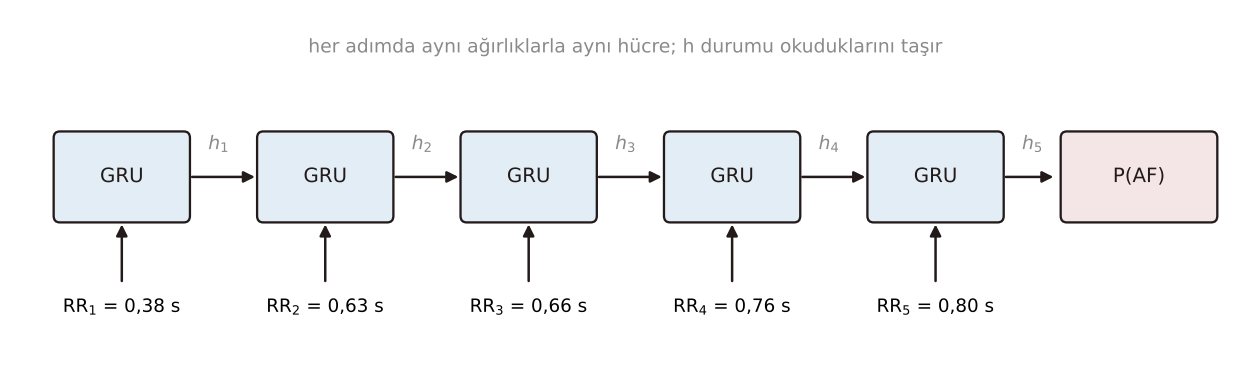 her adımda aynı ağırlıklarla aynı hücre; h durumu okuduklarını taşır
h₁ h₂ h₃ h₄ h₅
GRU GRU GRU GRU GRU P(AF)
RR₁ = 0,38 s RR₂ = 0,63 s RR₃ = 0,66 s RR₄ = 0,76 s RR₅ = 0,80 s